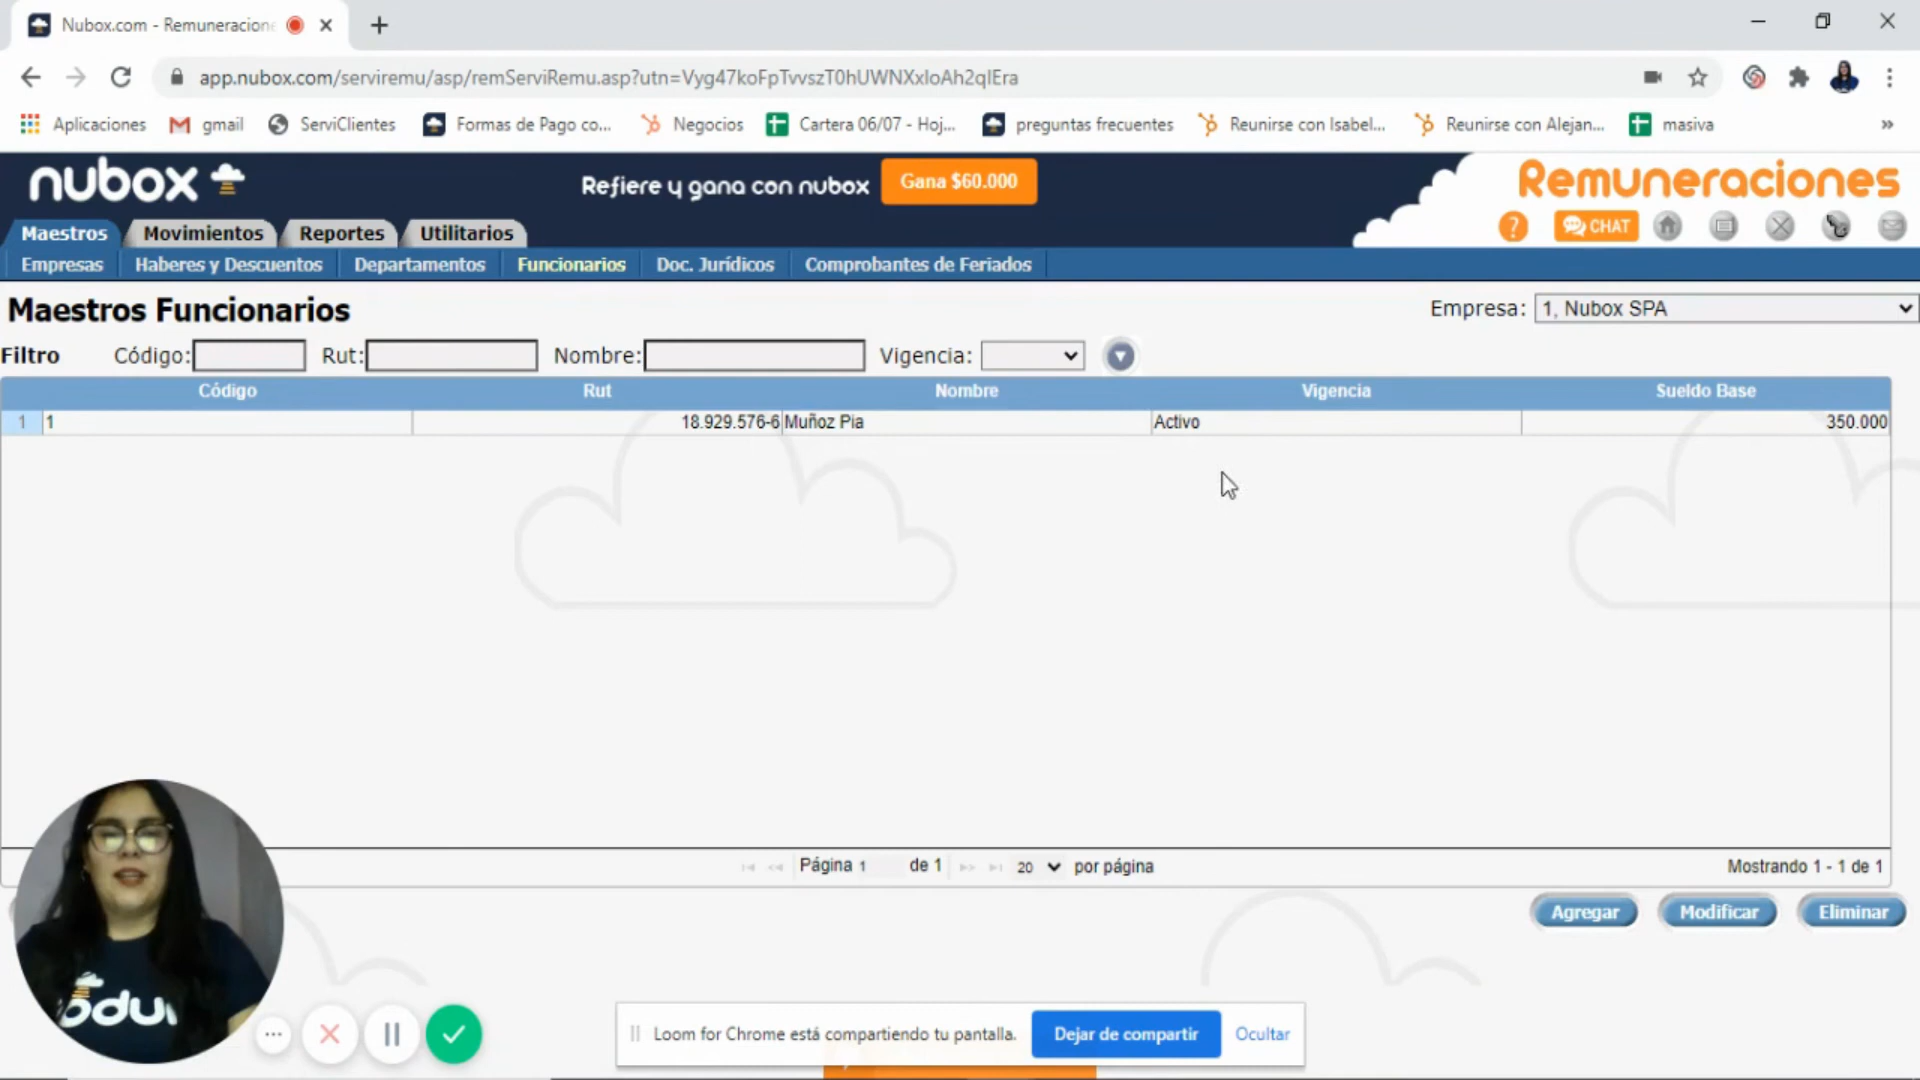 Nubox.com - Remuneracione
app.nubox.com/serviremu/asp/remServiRemu.asp?utn=Vyg47koFpTvvszT0hUWNXxIoAh2qIEra
Aplicaciones gmail ServiClientes Formas de Pago co... Negocios Cartera 06/07 - Hoj... preguntas frecuentes Reunirse con Isabel... Reunirse con Alejan... masiva »
nubox Refiere y gana con nubox Gana $60.000 Remuneraciones
? CHAT
Maestros Movimientos Reportes Utilitarios
Empresas Haberes y Descuentos Departamentos Funcionarios Doc. Jurídicos Comprobantes de Feriados
Maestros Funcionarios Empresa: 1, Nubox SPA
Filtro Código: Rut: Nombre: Vigencia:
Código Rut Nombre Vigencia Sueldo Base
1 1 18.929.576-6 Muñoz Pia Activo 350.000
Página 1 de 1 20 por página Mostrando 1 - 1 de 1
Agregar Modificar Eliminar
Loom for Chrome está compartiendo tu pantalla. Dejar de compartir Ocultar